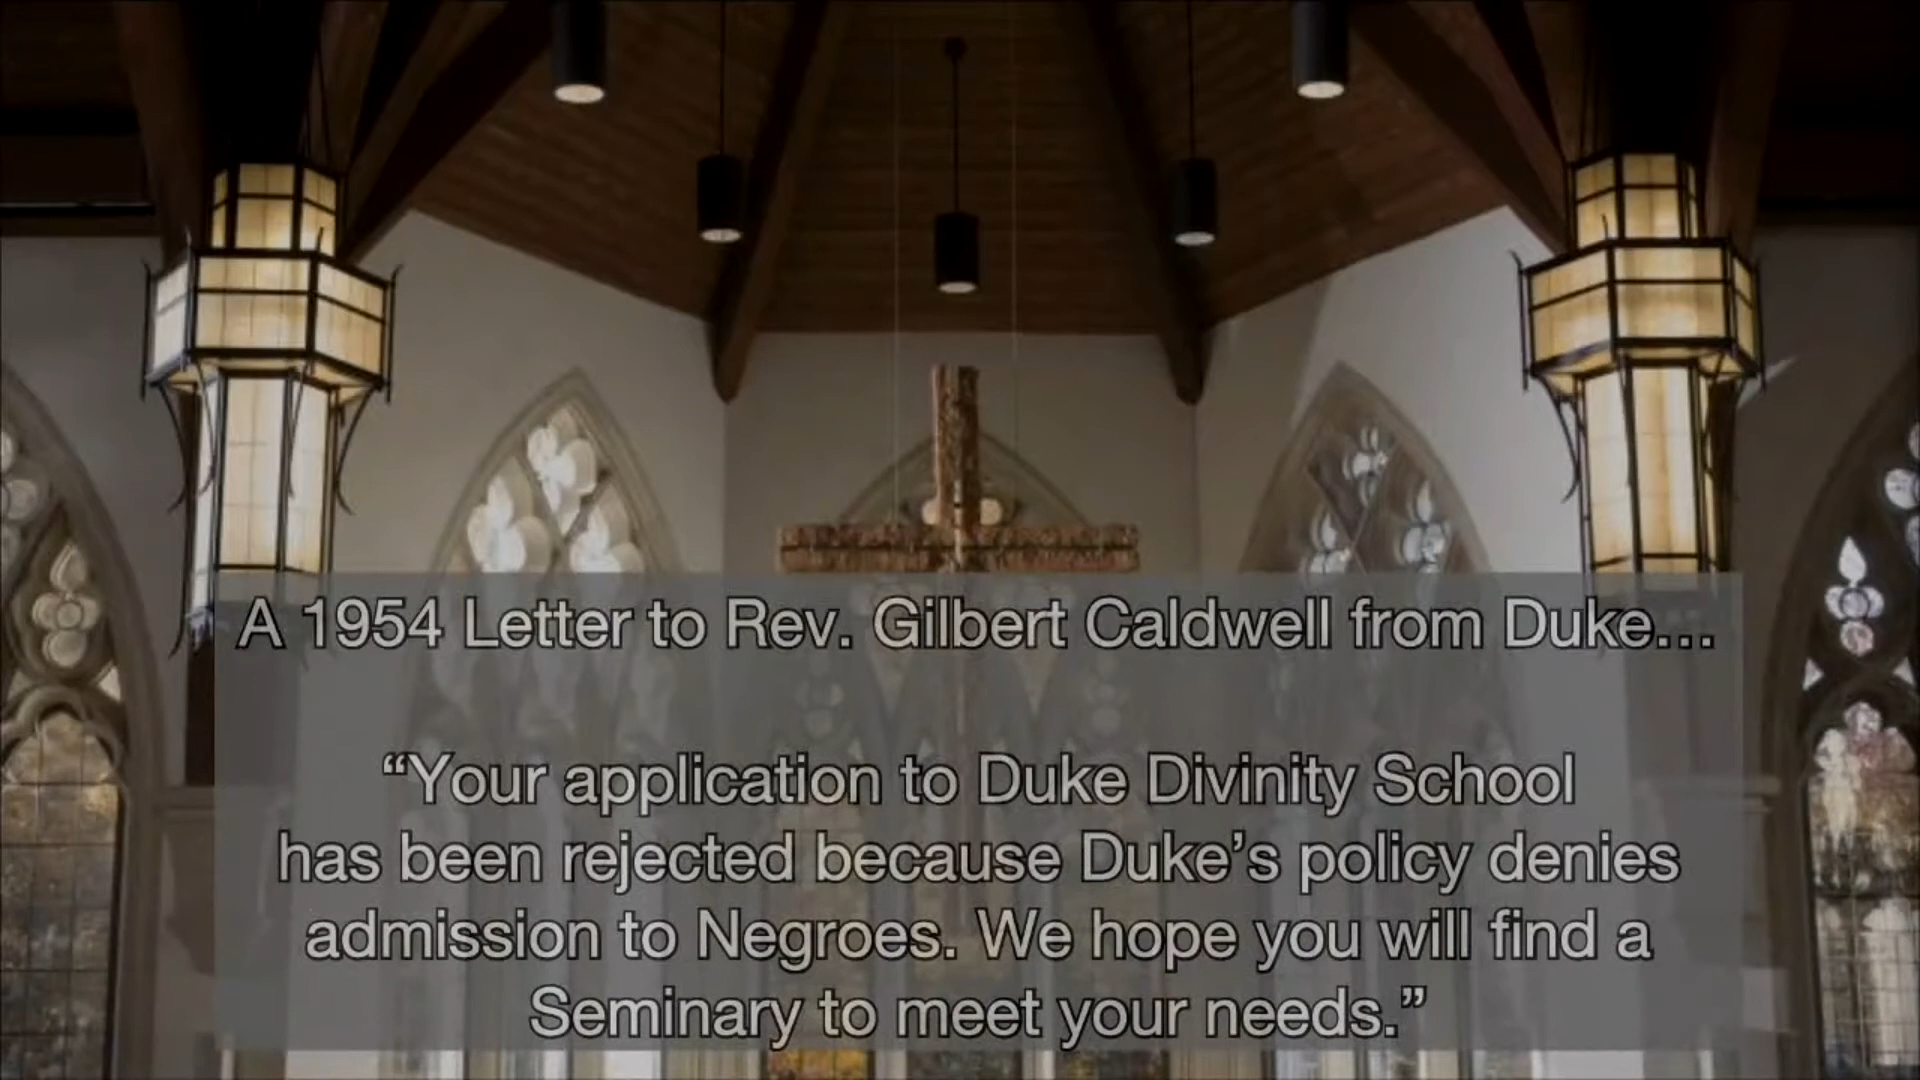 A 1954 Letter to Rev. Gilbert Caldwell from Duke...
“Your application to Duke Divinity School
has been rejected because Duke’s policy denies
admission to Negroes. We hope you will find a
Seminary to meet your needs.”